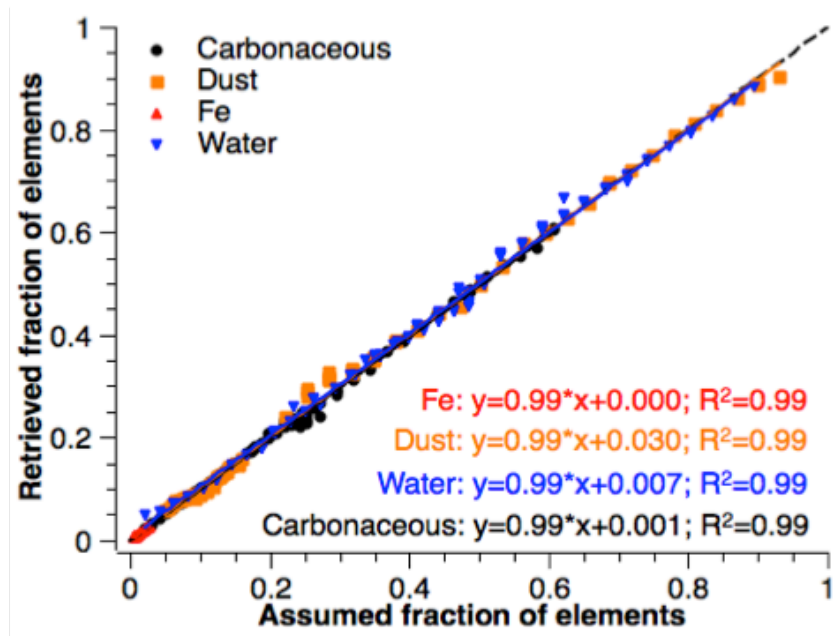 Carbonaceous
Dust
Fe
Water
1
0.8
0.6
0.4
0.2
0
Retrieved fraction of elements
Fe: y=0.99*x+0.000; R²=0.99
Dust: y=0.99*x+0.030; R²=0.99
Water: y=0.99*x+0.007; R²=0.99
Carbonaceous: y=0.99*x+0.001; R²=0.99
0 0.2 0.4 0.6 0.8 1
Assumed fraction of elements